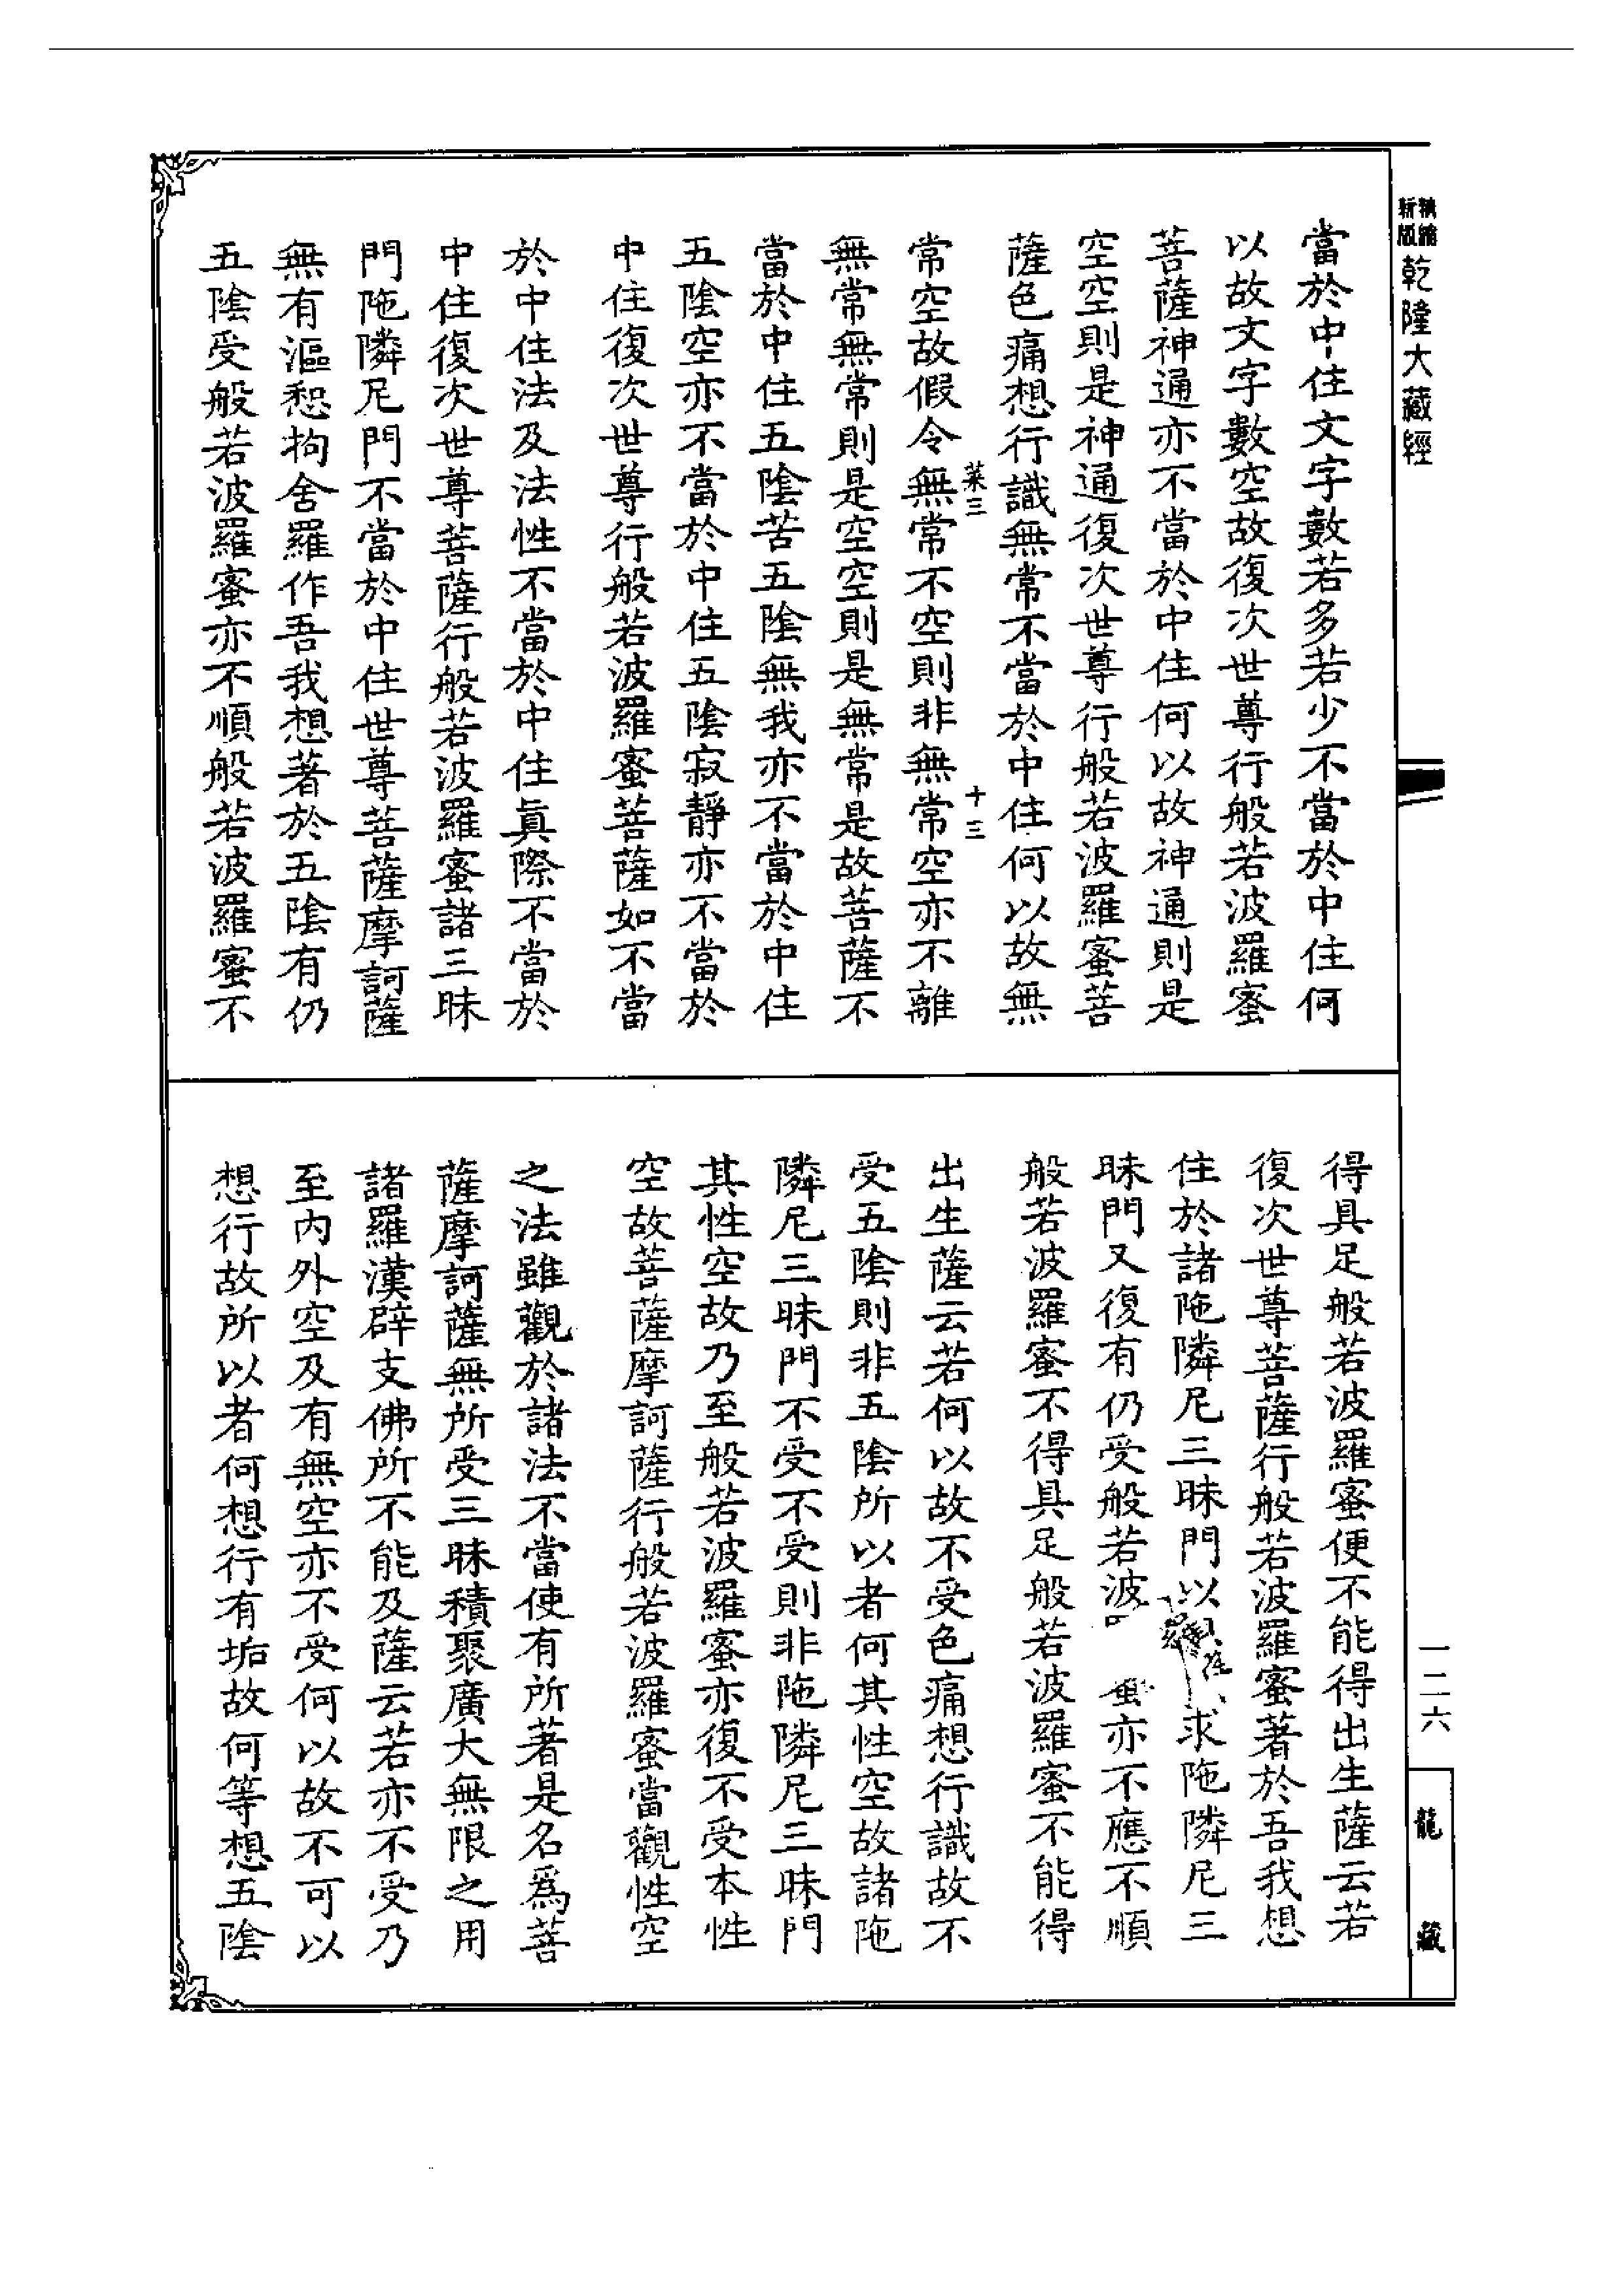 新版精縮
乾隆大藏經
當於中住文字數若多若少不當於中住何
以故文字數空故復次世尊行般若波羅蜜
菩薩神通亦不當於中住何以故神通則是
空空則是神通復次世尊行般若波羅蜜菩
薩色痛想行識無常不當於中住何以故無
菜三
十三
常空故假令無常不空則非無常空亦不離
無常無常則是空空則是無常是故菩薩不
當於中住五陰苦五陰無我亦不當於中住
五陰空亦不當於中住五陰寂靜亦不當於
中住復次世尊行般若波羅蜜菩薩如不當
於中住法及法性不當於中住真際不當於
中住復次世尊菩薩行般若波羅蜜諸三昧
門陁隣尼門不當於中住世尊菩薩摩訶薩
無有漚惒拘舍羅作吾我想著於五陰有仍
五陰受般若波羅蜜亦不順般若波羅蜜不
得具足般若波羅蜜便不能得出生薩云若
復次世尊菩薩行般若波羅蜜著於吾我想
住於諸陁隣尼三昧門以求陁隣尼三
昧門又復有仍受般若波蜜亦不應不順
般若波羅蜜不得具足般若波羅蜜不能得
出生薩云若何以故不受色痛想行識故不
受五陰則非五陰所以者何其性空故諸陁
隣尼三昧門不受不受則非陁隣尼三昧門
其性空故乃至般若波羅蜜亦復不受本性
空故菩薩摩訶薩行般若波羅蜜當觀性空
之法雖觀於諸法不當使有所著是名爲菩
薩摩訶薩無所受三昧積聚廣大無限之用
諸羅漢辟支佛所不能及薩云若亦不受乃
至內外空及有無空亦不受何以故不可以
想行故所以者何想行有垢故何等想五陰
一二六
龍藏